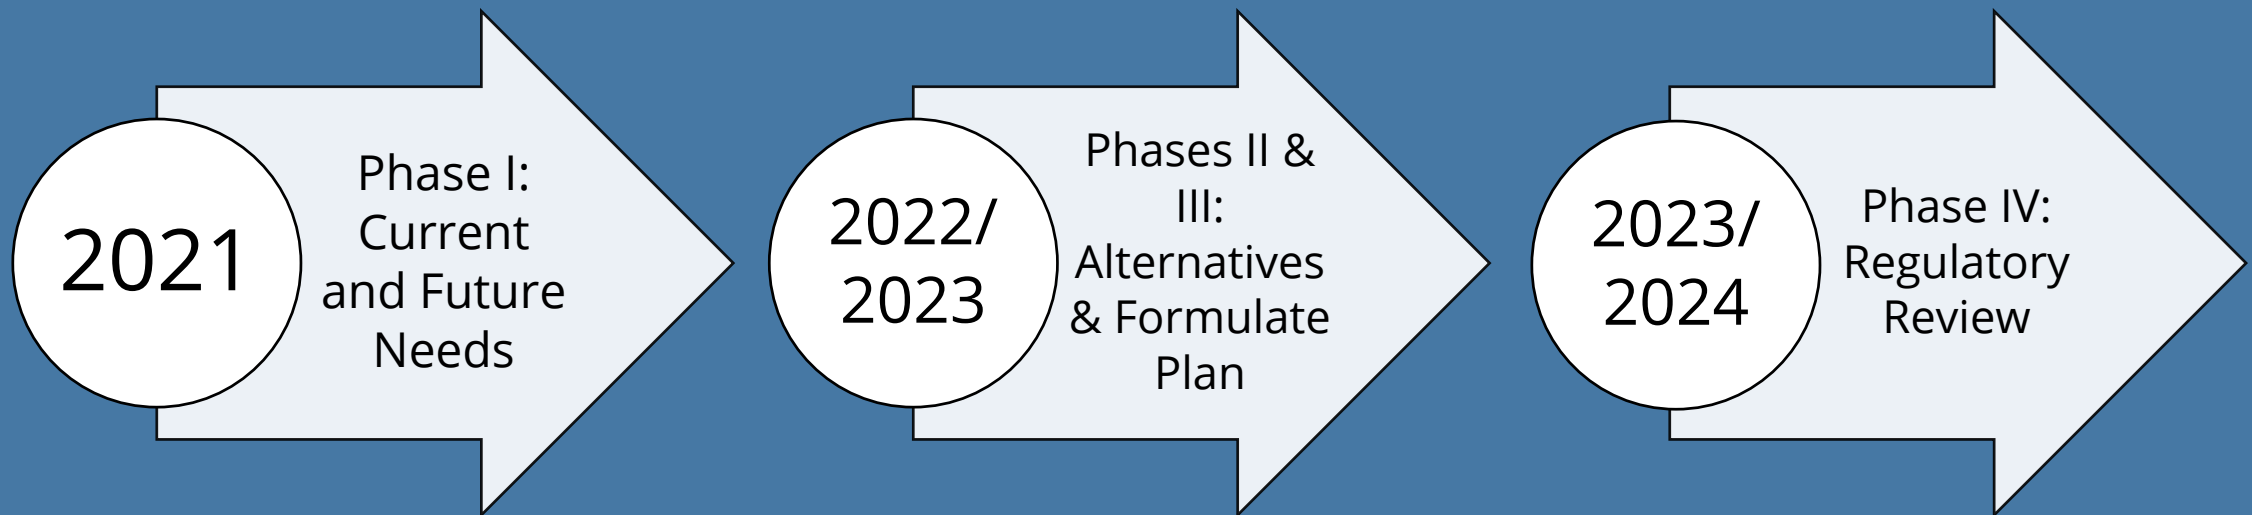 2021
Phase I:
Current
and Future
Needs
2022/
2023
Phases II &
III:
Alternatives
& Formulate
Plan
2023/
2024
Phase IV:
Regulatory
Review